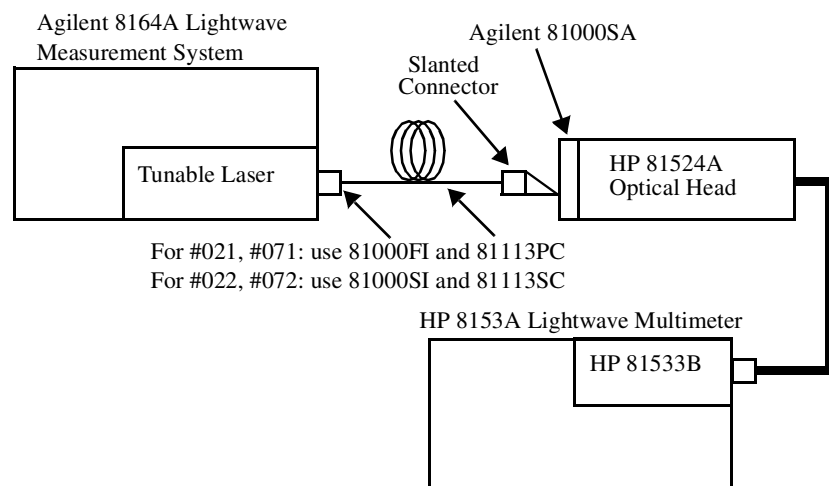 Agilent 8164A Lightwave
Measurement System
Agilent 81000SA
Slanted
Connector
Tunable Laser
HP 81524A
Optical Head
For #021, #071: use 81000FI and 81113PC
For #022, #072: use 81000SI and 81113SC
HP 8153A Lightwave Multimeter
HP 81533B